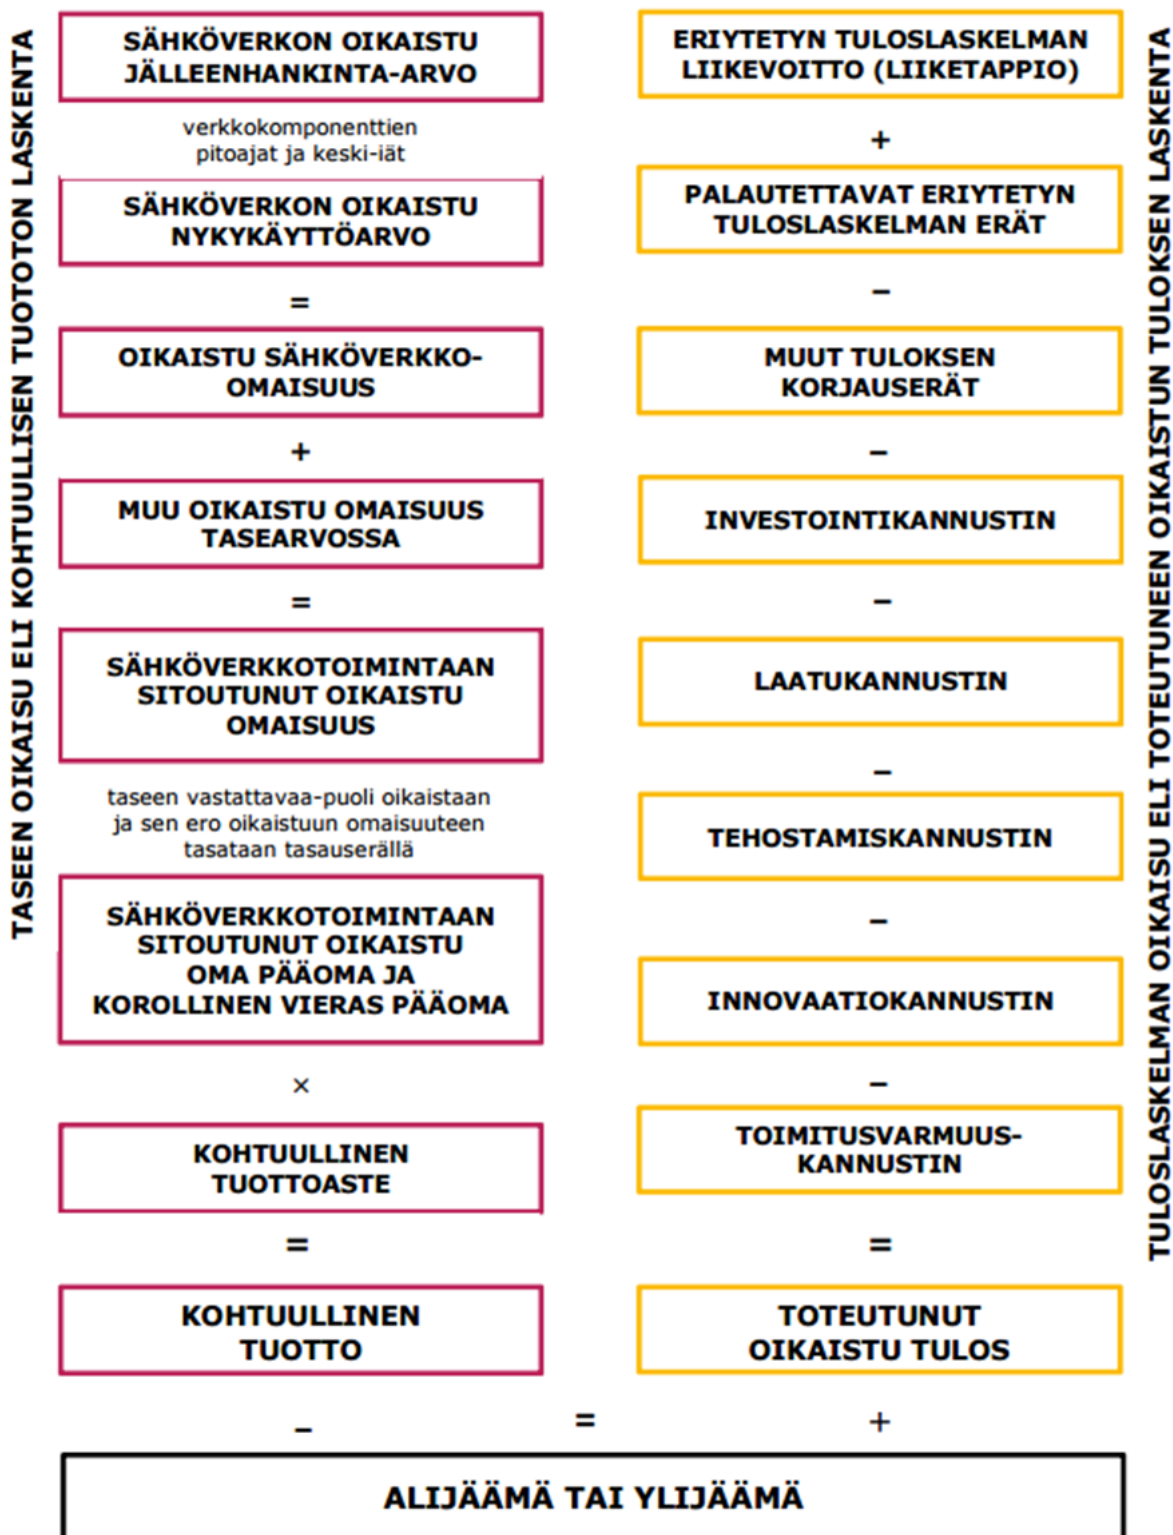 TASEEN OIKAISU ELI KOHTUULLISEN TUOTON LASKENTA
SÄHKÖVERKON OIKAISTU
JÄLLEENHANKINTA-ARVO
verkkokomponenttien
pitoajat ja keski-iät
SÄHKÖVERKON OIKAISTU
NYKYKÄYTTÖARVO
=
OIKAISTU SÄHKÖVERKKO-
OMAISUUS
+
MUU OIKAISTU OMAISUUS
TASEARVOSSA
=
SÄHKÖVERKKOTOIMINTAAN
SITOUTUNUT OIKAISTU
OMAISUUS
taseen vastattavaa-puoli oikaistaan
ja sen ero oikaistuun omaisuuteen
tasataan tasauserällä
SÄHKÖVERKKOTOIMINTAAN
SITOUTUNUT OIKAISTU
OMA PÄÄOMA JA
KOROLLINEN VIERAS PÄÄOMA
×
KOHTUULLINEN
TUOTTOASTE
=
KOHTUULLINEN
TUOTTO
ERIYTETYN TULOSLASKELMAN
LIIKEVOITTO (LIIKETAPPIO)
+
PALAUTETTAVAT ERIYTETYN
TULOSLASKELMAN ERÄT
–
MUUT TULOKSEN
KORJAUSERÄT
–
INVESTOINTIKANNUSTIN
–
LAATUKANNUSTIN
–
TEHOSTAMISKANNUSTIN
–
INNOVAATIOKANNUSTIN
–
TOIMITUSVARMUUS-
KANNUSTIN
=
TOTEUTUNUT
OIKAISTU TULOS
TULOSLASKELMAN OIKAISU ELI TOTEUTUNEEN OIKAISTUN TULOKSEN LASKENTA
– = +
ALIJÄÄMÄ TAI YLIJÄÄMÄ